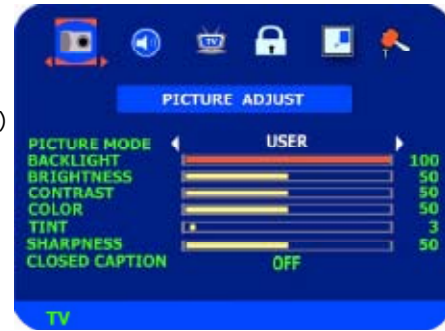 TV
PICTURE ADJUST
PICTURE MODE USER
BACKLIGHT 100
BRIGHTNESS 50
CONTRAST 50
COLOR 50
TINT 3
SHARPNESS 50
CLOSED CAPTION OFF
TV